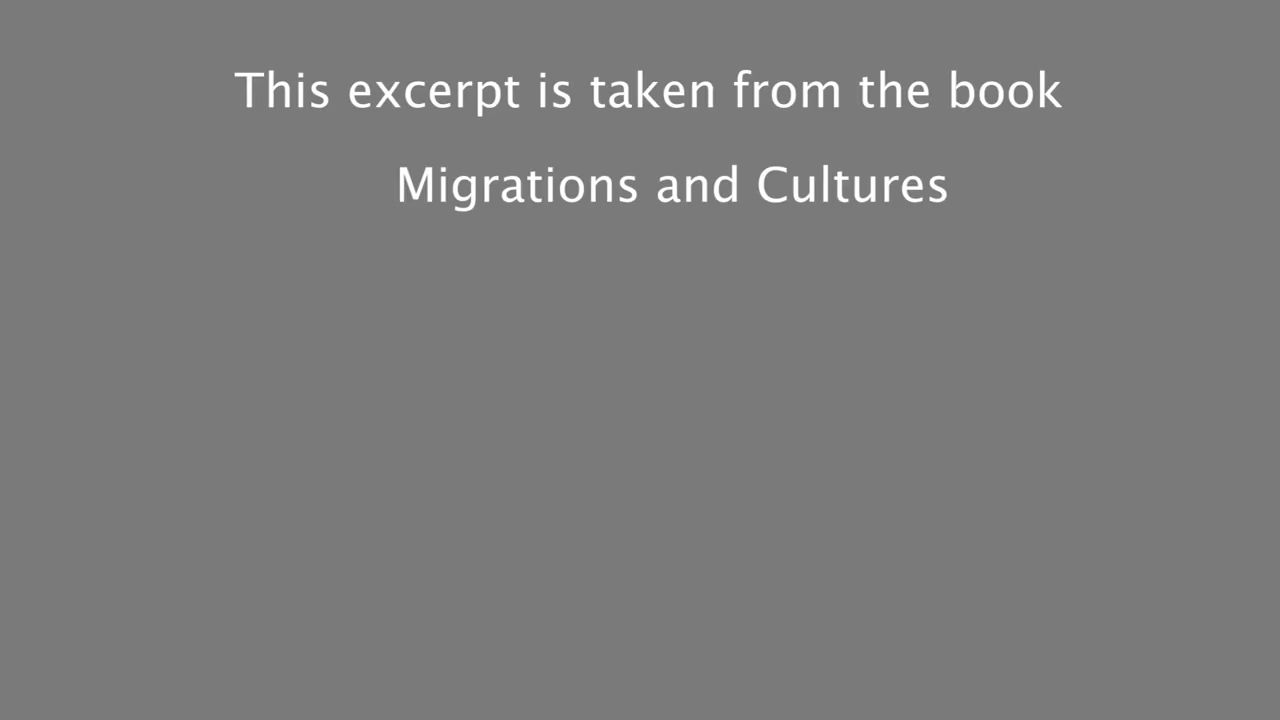 This excerpt is taken from the book
Migrations and Cultures